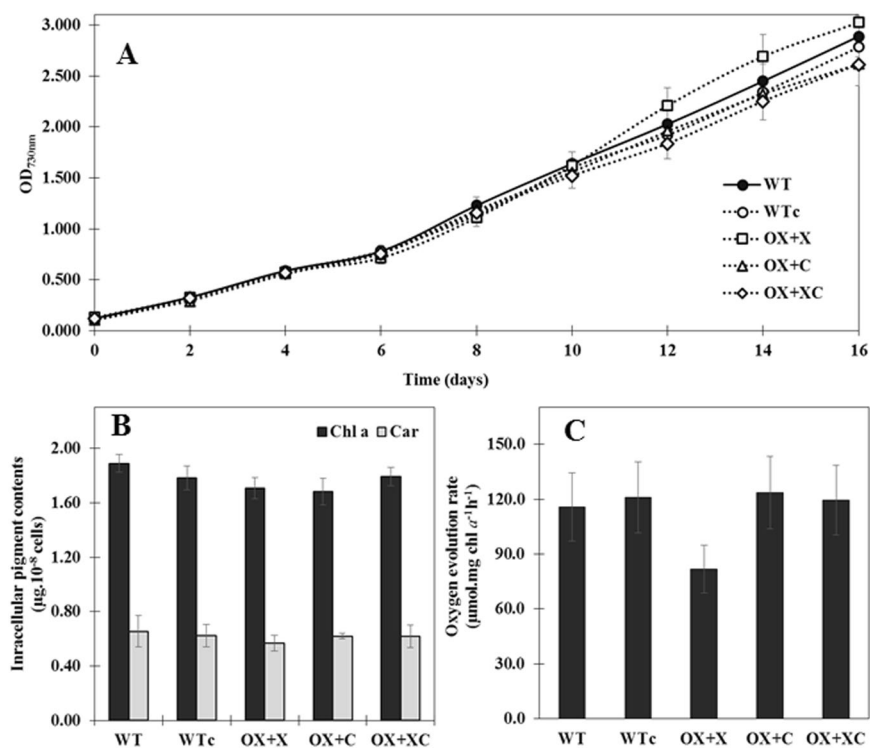 A
3.000
2.500
2.000
1.500
1.000
0.500
0.000
OD730nm
0 2 4 6 8 10 12 14 16
Time (days)
WT
WTc
OX+X
OX+C
OX+XC
B
Chl a Car
2.00
1.60
1.20
0.80
0.40
0.00
Inracellular pigment contents
(µg.10-8 cells)
WT WTc OX+X OX+C OX+XC
C
150.0
120.0
90.0
60.0
30.0
0.0
Oxygen evolution rate
(µmol.mg chl a-1h-1)
WT WTc OX+X OX+C OX+XC